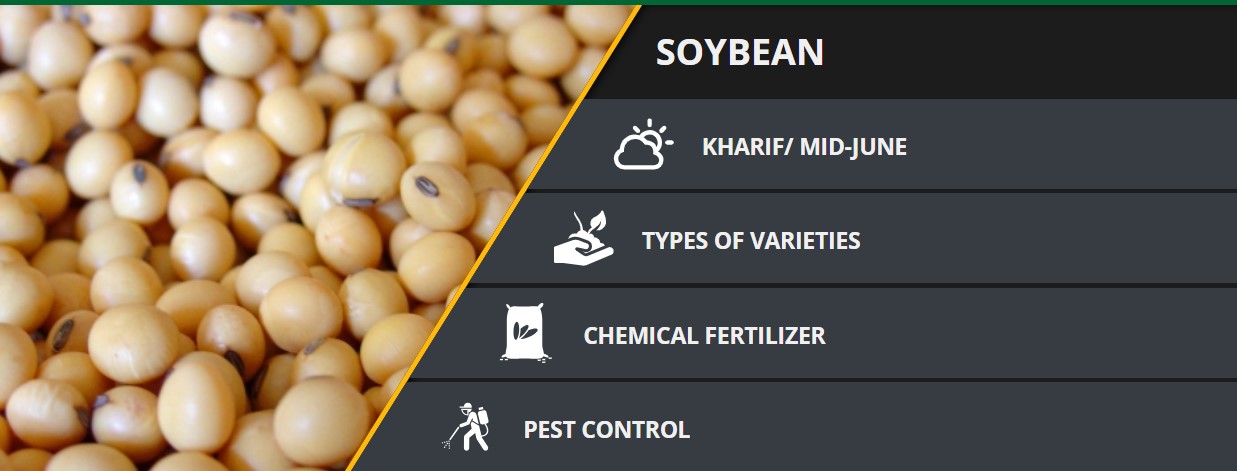 SOYBEAN
KHARIF/ MID-JUNE
TYPES OF VARIETIES
CHEMICAL FERTILIZER
PEST CONTROL